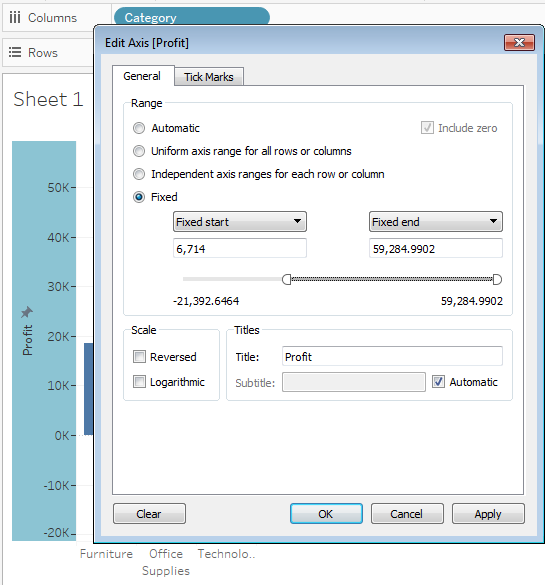 Columns
Category
Rows
Edit Axis [Profit]
General
Tick Marks
Sheet 1
Range
Automatic
Include zero
Uniform axis range for all rows or columns
Independent axis ranges for each row or column
Fixed
Fixed start
Fixed end
6,714
59,284.9902
-21,392.6464
59,284.9902
Scale
Titles
Reversed
Title:
Profit
Logarithmic
Subtitle:
Automatic
Clear
OK
Cancel
Apply
Profit
50K
40K
30K
20K
10K
0K
-10K
-20K
Furniture
Office
Supplies
Technolo..